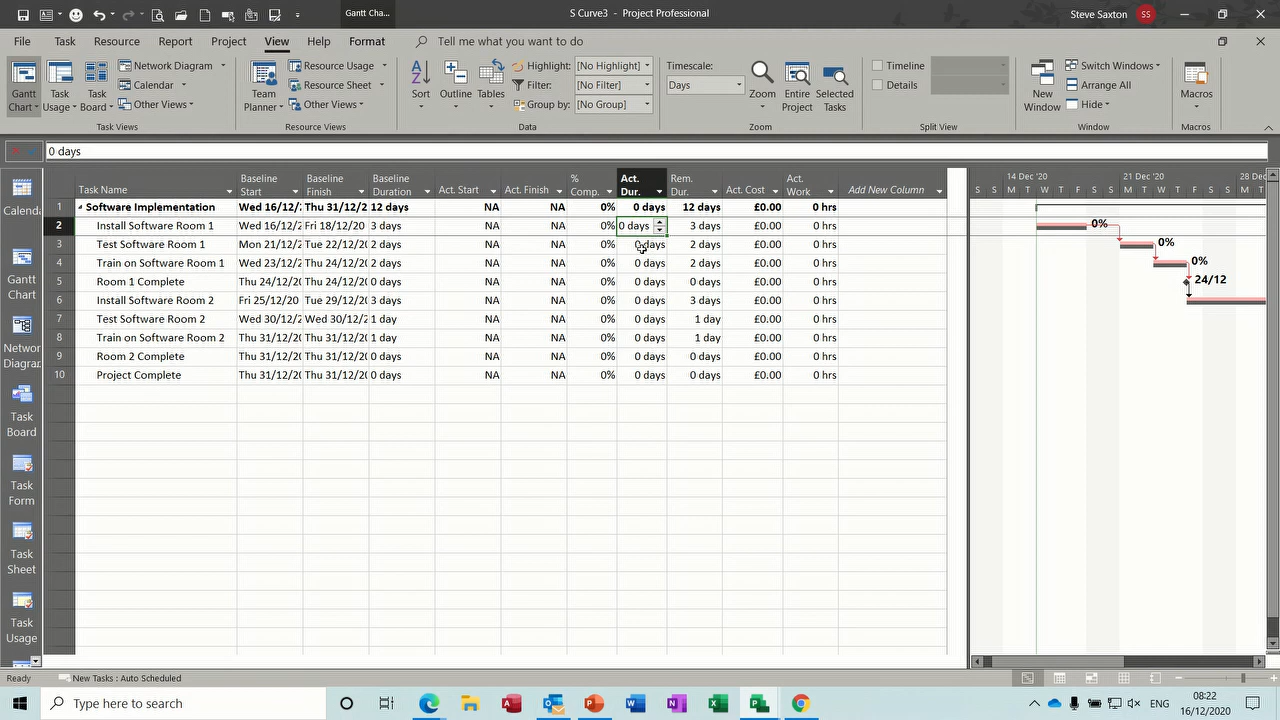 Gantt Cha...
S Curve3 - Project Professional
Steve Saxton
SS
File
Task
Resource
Report
Project
View
Help
Format
Tell me what you want to do
Gantt Chart
Task Usage
Task Board
Network Diagram
Calendar
Other Views
Task Views
Team Planner
Resource Usage
Resource Sheet
Other Views
Resource Views
Sort
Outline
Tables
Highlight: [No Highlight]
Filter: [No Filter]
Group by: [No Group]
Data
Timescale:
Days
Zoom
Entire Project
Selected Tasks
Zoom
Timeline
Details
Split View
New Window
Switch Windows
Arrange All
Hide
Window
Macros
Macros
0 days
Task Name Baseline Start Baseline Finish Baseline Duration Act. Start Act. Finish % Comp. Act. Dur. Rem. Dur. Act. Cost Act. Work Add New Column
1 Software Implementation Wed 16/12/2 Thu 31/12/2 12 days NA NA 0% 0 days 12 days £0.00 0 hrs
2 Install Software Room 1 Wed 16/12/2 Fri 18/12/20 3 days NA NA 0% 0 days 3 days £0.00 0 hrs
3 Test Software Room 1 Mon 21/12/2 Tue 22/12/20 2 days NA NA 0% 0 days 2 days £0.00 0 hrs
4 Train on Software Room 1 Wed 23/12/2 Thu 24/12/20 2 days NA NA 0% 0 days 2 days £0.00 0 hrs
5 Room 1 Complete Thu 24/12/20 Thu 24/12/20 0 days NA NA 0% 0 days 0 days £0.00 0 hrs
6 Install Software Room 2 Fri 25/12/20 Tue 29/12/20 3 days NA NA 0% 0 days 3 days £0.00 0 hrs
7 Test Software Room 2 Wed 30/12/2 Wed 30/12/20 1 day NA NA 0% 0 days 1 day £0.00 0 hrs
8 Train on Software Room 2 Thu 31/12/20 Thu 31/12/20 1 day NA NA 0% 0 days 1 day £0.00 0 hrs
9 Room 2 Complete Thu 31/12/20 Thu 31/12/20 0 days NA NA 0% 0 days 0 days £0.00 0 hrs
10 Project Complete Thu 31/12/20 Thu 31/12/20 0 days NA NA 0% 0 days 0 days £0.00 0 hrs
14 Dec '20
21 Dec '20
28 Dec
S S M T W T F S S M T W T F S S M T
0%
0%
0%
24/12
Calenda
Gantt Chart
Networ Diagra
Task Board
Task Form
Task Sheet
Task Usage
Ready
New Tasks : Auto Scheduled
Type here to search
ENG
08:22
16/12/2020